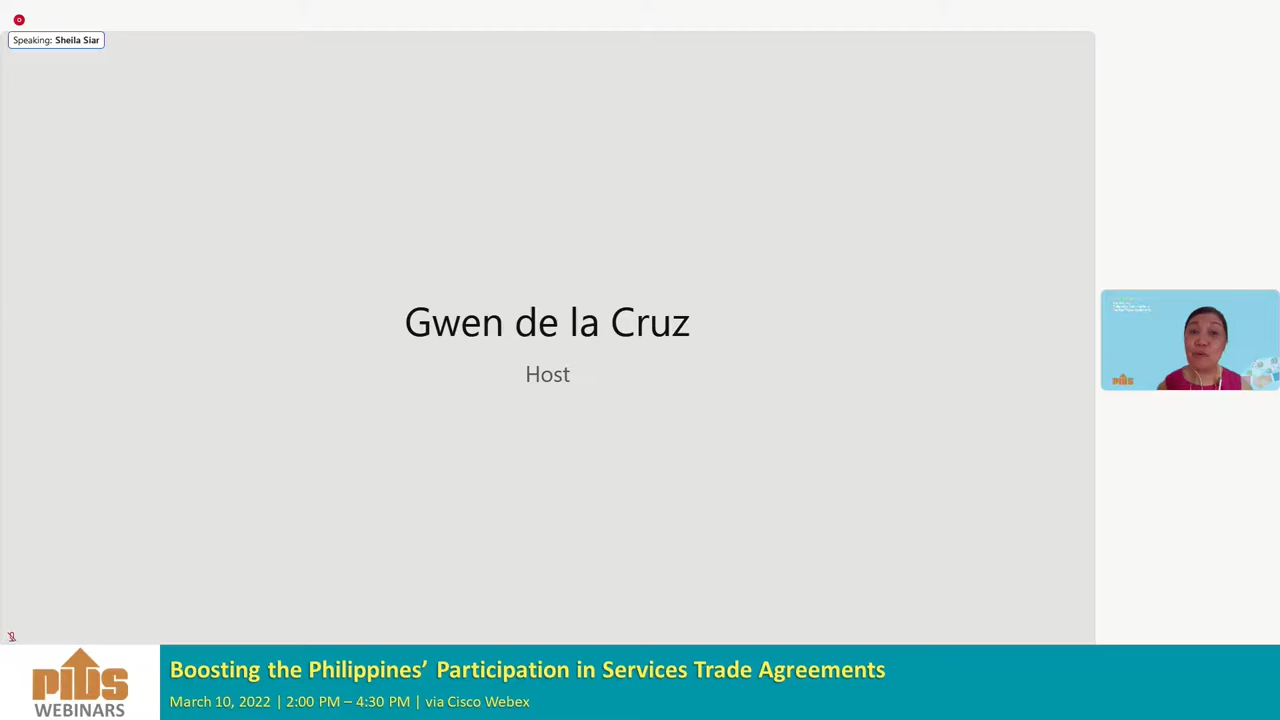 Speaking: Sheila Siar
Gwen de la Cruz
Host
PIDS
PIDS
WEBINARS
Boosting the Philippines’ Participation in Services Trade Agreements
March 10, 2022 | 2:00 PM – 4:30 PM | via Cisco Webex